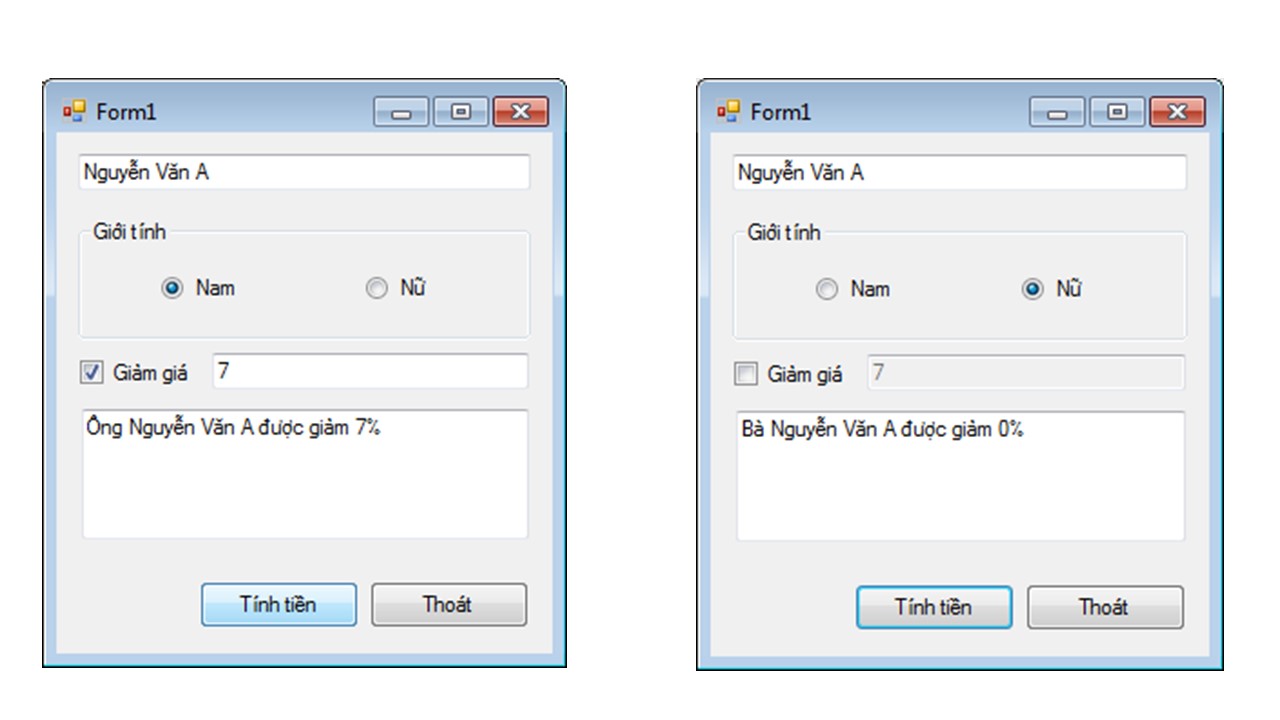 Form1
Nguyễn Văn A
Giới tính
Nam Nữ
Giảm giá 7
Ông Nguyễn Văn A được giảm 7%
Tính tiền Thoát
Form1
Nguyễn Văn A
Giới tính
Nam Nữ
Giảm giá 7
Bà Nguyễn Văn A được giảm 0%
Tính tiền Thoát